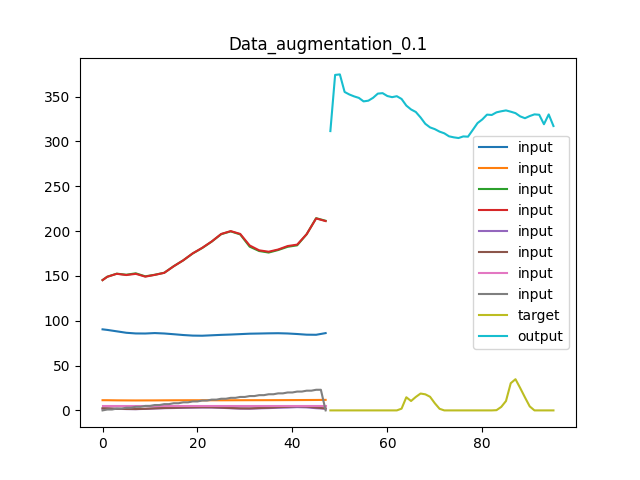 Data_augmentation_0.1
350
300
250
200
150
100
50
0
0 20 40 60 80
input
input
input
input
input
input
input
input
target
output